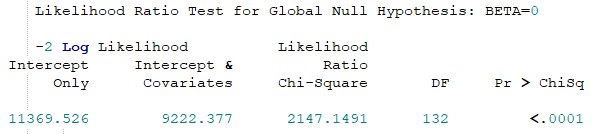 Likelihood Ratio Test for Global Null Hypothesis: BETA=0
-2 Log Likelihood Likelihood
Intercept Intercept & Ratio
Only Covariates Chi-Square DF Pr > ChiSq
11369.526 9222.377 2147.1491 132 <.0001